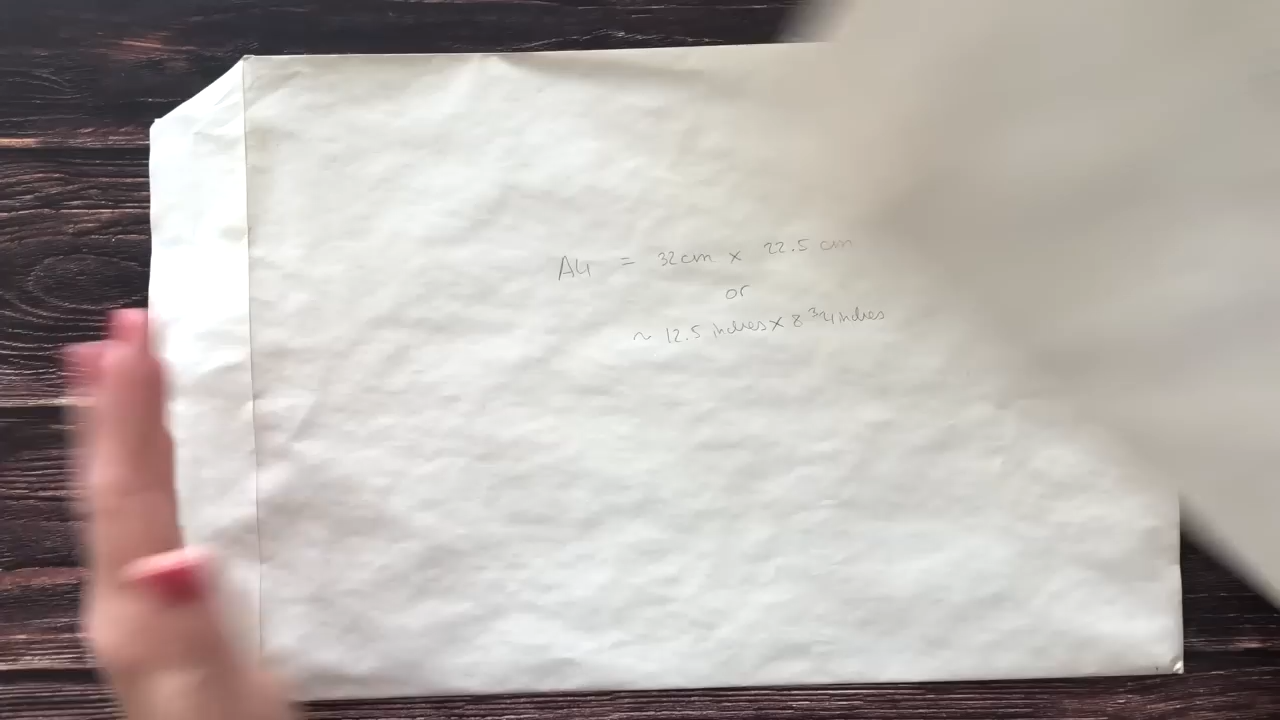 A4 = 32cm x 22.5 cm
or
~ 12.5 inches x 8 3/4 inches